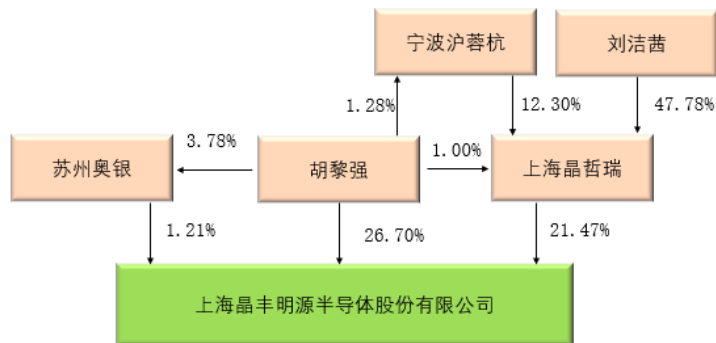 宁波沪蓉杭
刘洁茜
1.28%
12.30%
47.78%
苏州奥银
3.78%
胡黎强
1.00%
上海晶哲瑞
1.21%
26.70%
21.47%
上海晶丰明源半导体股份有限公司